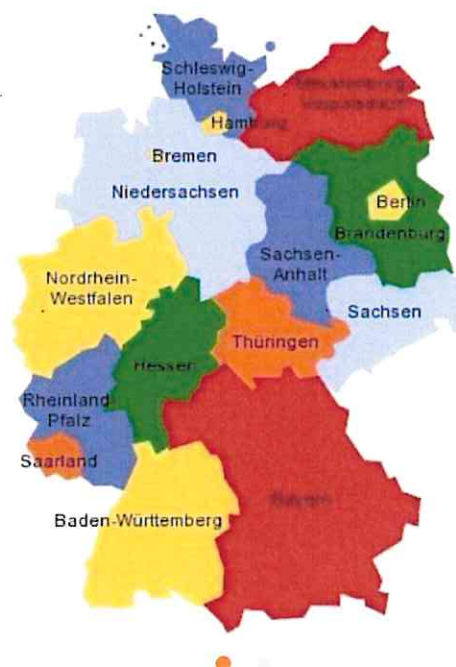 Schleswig-
Holstein
Hamburg
Bremen
Niedersachsen
Berlin
Brandenburg
Sachsen-
Anhalt
Nordrhein-
Westfalen
Sachsen
Thüringen
Hessen
Rheinland-
Pfalz
Saarland
Bayern
Baden-Württemberg